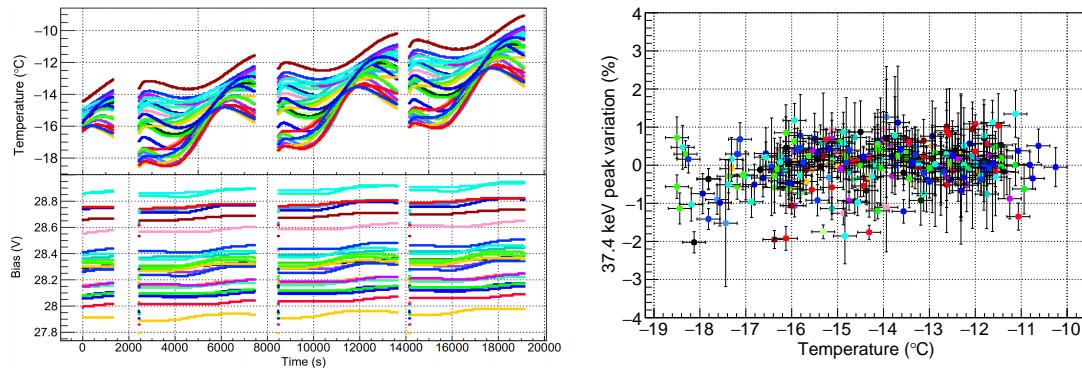 Temperature (°C)
−10
−12
−14
−16
−18
Bias (V)
28.8
28.6
28.4
28.2
28
27.8
0 2000 4000 6000 8000 10000 12000 14000 16000 18000 20000
Time (s)
37.4 keV peak variation (%)
4
3
2
1
0
−1
−2
−3
−4
−19 −18 −17 −16 −15 −14 −13 −12 −11 −10
Temperature (°C)